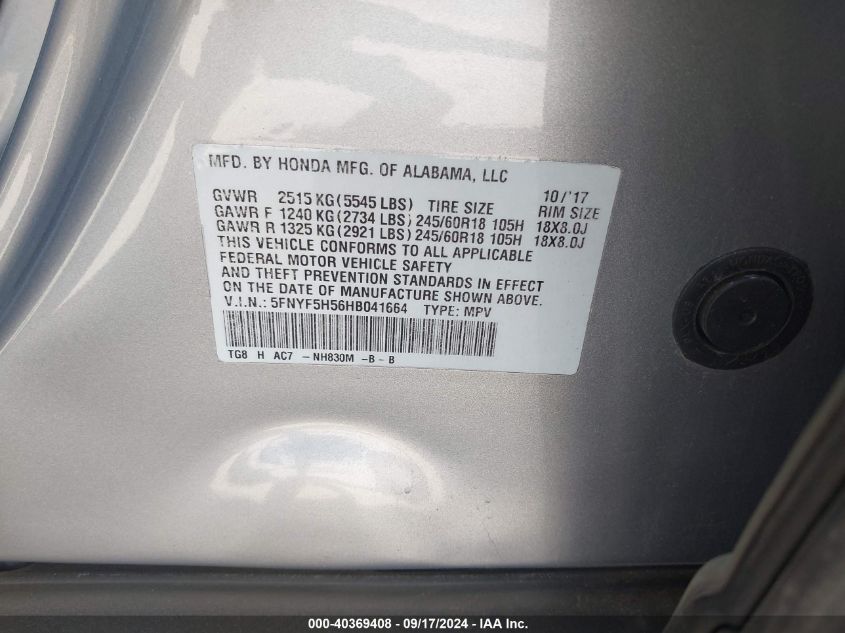 MFD. BY HONDA MFG. OF ALABAMA, LLC
10/'17
GVWR 2515 KG(5545 LBS) TIRE SIZE RIM SIZE
GAWR F 1240 KG(2734 LBS) 245/60R18 105H 18X8.0J
GAWR R 1325 KG(2921 LBS) 245/60R18 105H 18X8.0J
THIS VEHICLE CONFORMS TO ALL APPLICABLE
FEDERAL MOTOR VEHICLE SAFETY
AND THEFT PREVENTION STANDARDS IN EFFECT
ON THE DATE OF MANUFACTURE SHOWN ABOVE.
V.I.N.: 5FNYF5H56HB041664 TYPE: MPV
TG8 H AC7 -NH830M -B-B
000-40369408 - 09/17/2024 - IAA Inc.